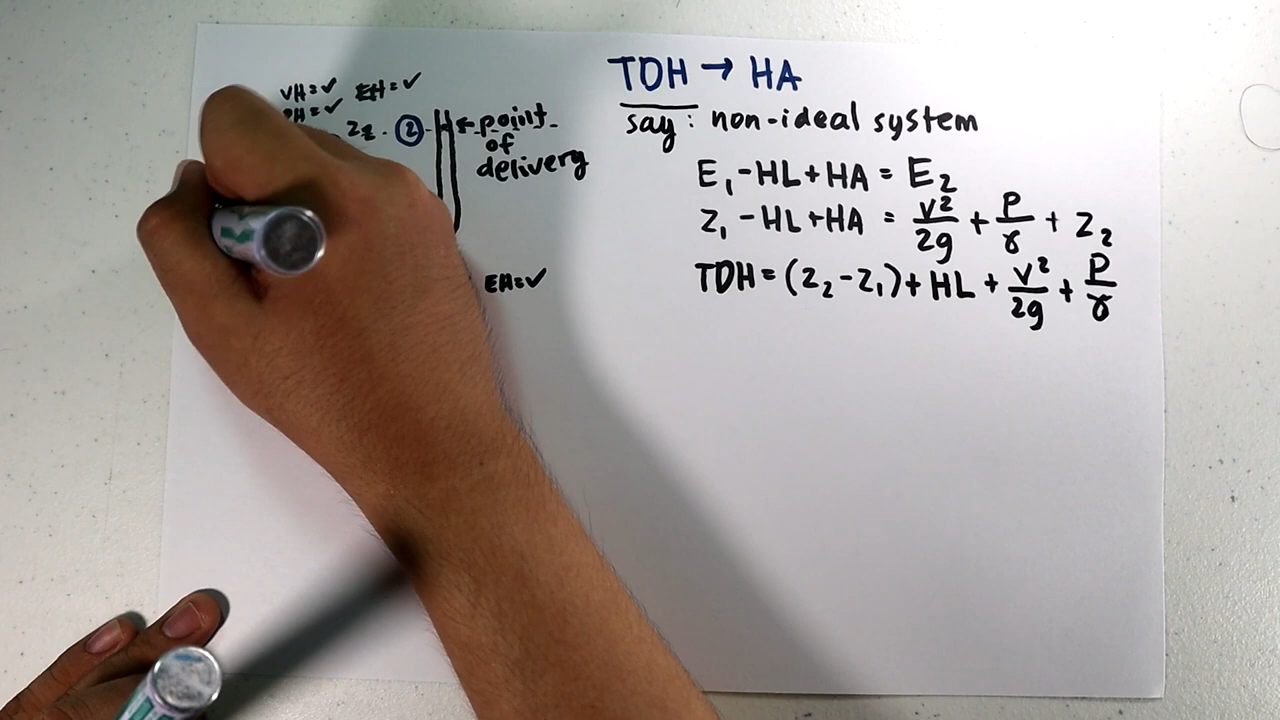 TDH → HA
say: non-ideal system
E₁ - HL + HA = E₂
Z₁ - HL + HA = v²/2g + P/γ + Z₂
TDH = (Z₂ - Z₁) + HL + v²/2g + P/γ
VH = ✓ EH = ✓
PH = ✓
② ← point
of
delivery
EH = ✓